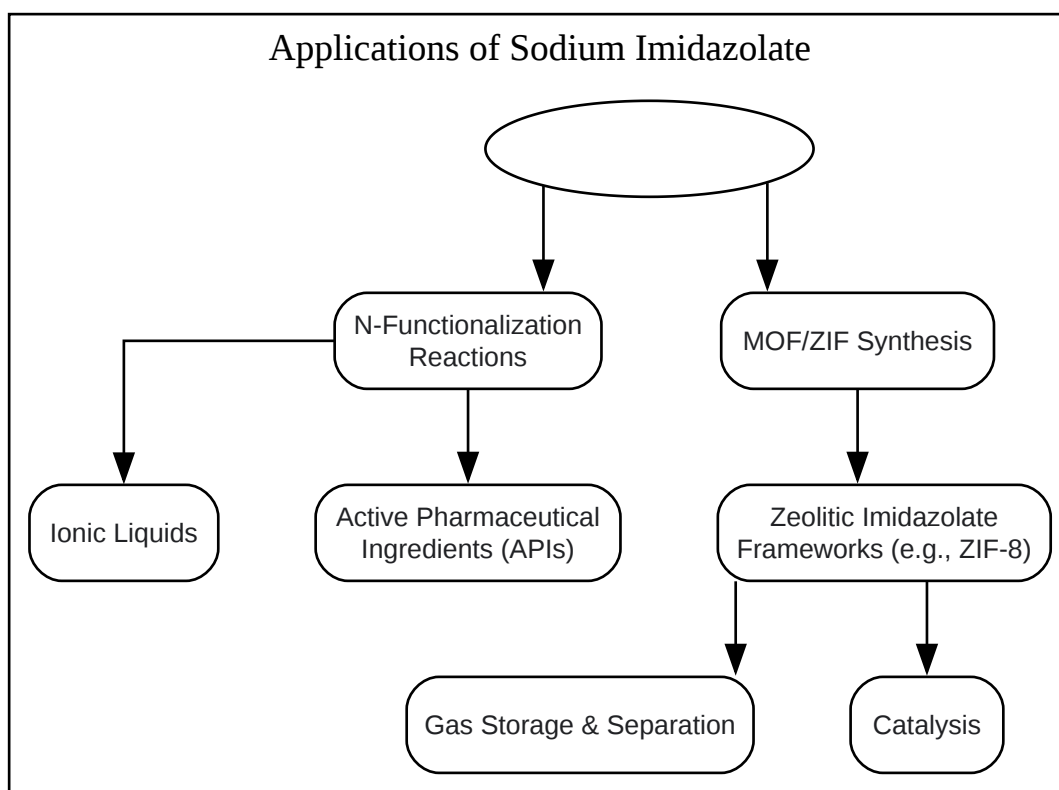 Applications of Sodium Imidazolate
N-Functionalization
Reactions
MOF/ZIF Synthesis
Ionic Liquids
Active Pharmaceutical
Ingredients (APIs)
Zeolitic Imidazolate
Frameworks (e.g., ZIF-8)
Gas Storage & Separation
Catalysis